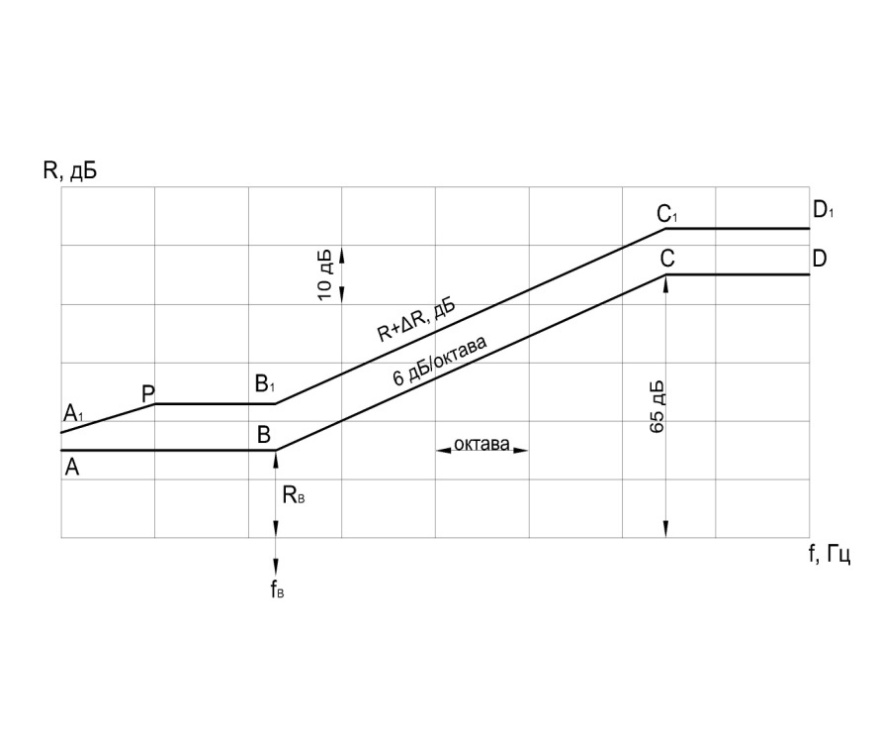 R, дБ
C₁
D₁
C
D
10 дБ
R+ΔR, дБ
6 дБ/октава
B₁
P
A₁
65 дБ
B
октава
A
Rв
f, Гц
fв